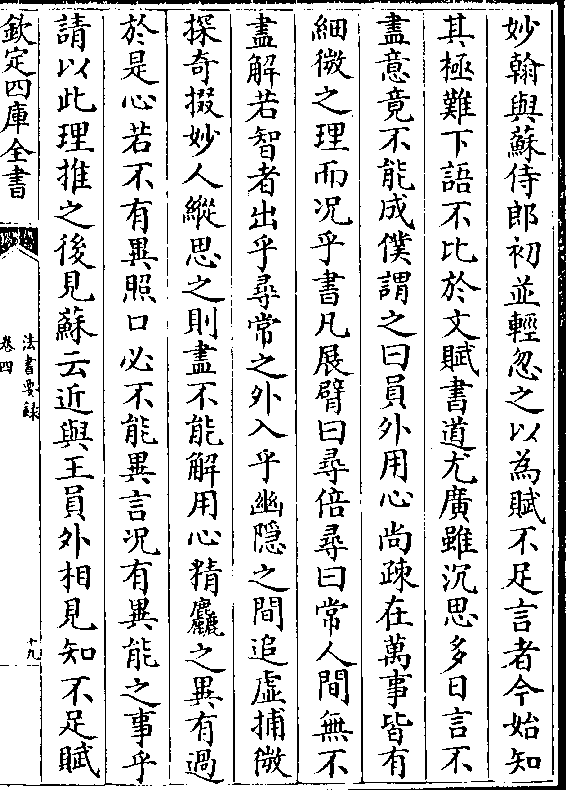 妙翰與蘇侍郎初並輕忽之以為賦不足言者今始知
其極難下語不比於文賦書道尤廣雖沉思多日言不
盡意竟不能成僕謂之曰員外用心尚疎在萬事皆有
細微之理而况乎書凡展臂曰尋倍尋曰常人間無不
盡解若智者出乎尋常之外入乎幽隠之間追虚捕微
探奇掇妙人縱思之則盡不能解用心精麤之異有過
於是心若不有異照口必不能異言况有異能之事乎
請以此理推之後見蘇云近與王員外相見知不足賦
欽定四庫全書
法書要録
卷四
十九